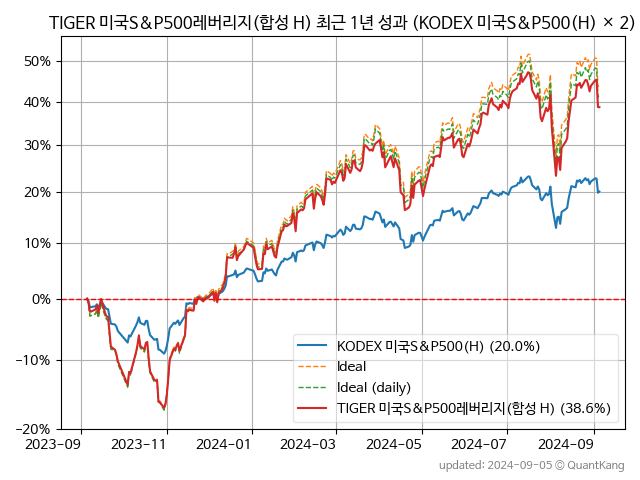 TIGER 미국S&P500레버리지(합성 H) 최근 1년 성과 (KODEX 미국S&P500(H) × 2)
50%
40%
30%
20%
10%
0%
−10%
−20%
2023-09 2023-11 2024-01 2024-03 2024-05 2024-07 2024-09
KODEX 미국S&P500(H) (20.0%)
Ideal
Ideal (daily)
TIGER 미국S&P500레버리지(합성 H) (38.6%)
updated: 2024-09-05 © QuantKang